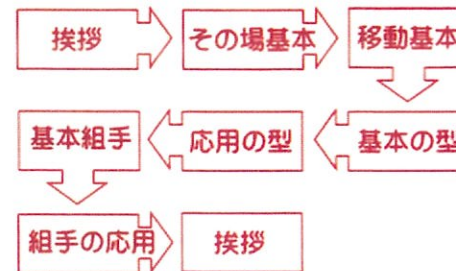 挨拶
その場基本
移動基本
基本の型
応用の型
基本組手
組手の応用
挨拶